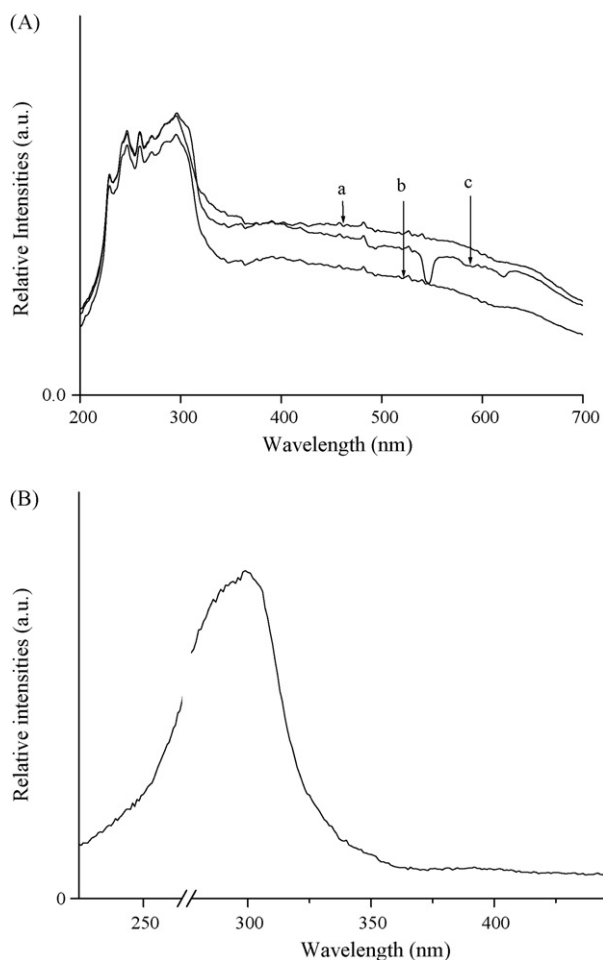 (A)
Relative Intensities (a.u.)
a
b
c
0.0
200 300 400 500 600 700
Wavelength (nm)
(B)
Relative intensities (a.u.)
0
250 300 350 400
Wavelength (nm)